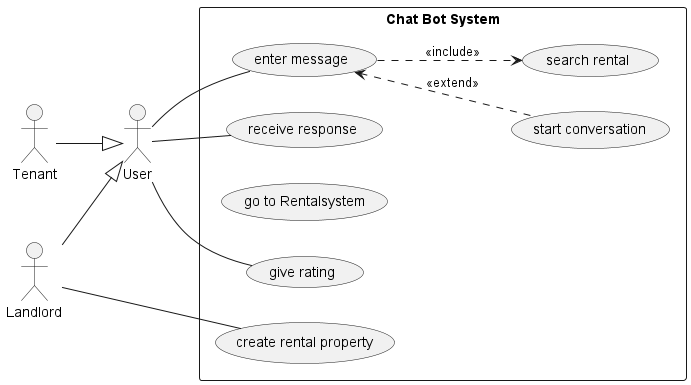 Chat Bot System
enter message
«include»
search rental
«extend»
receive response
start conversation
Tenant
User
go to Rentalsystem
give rating
Landlord
create rental property